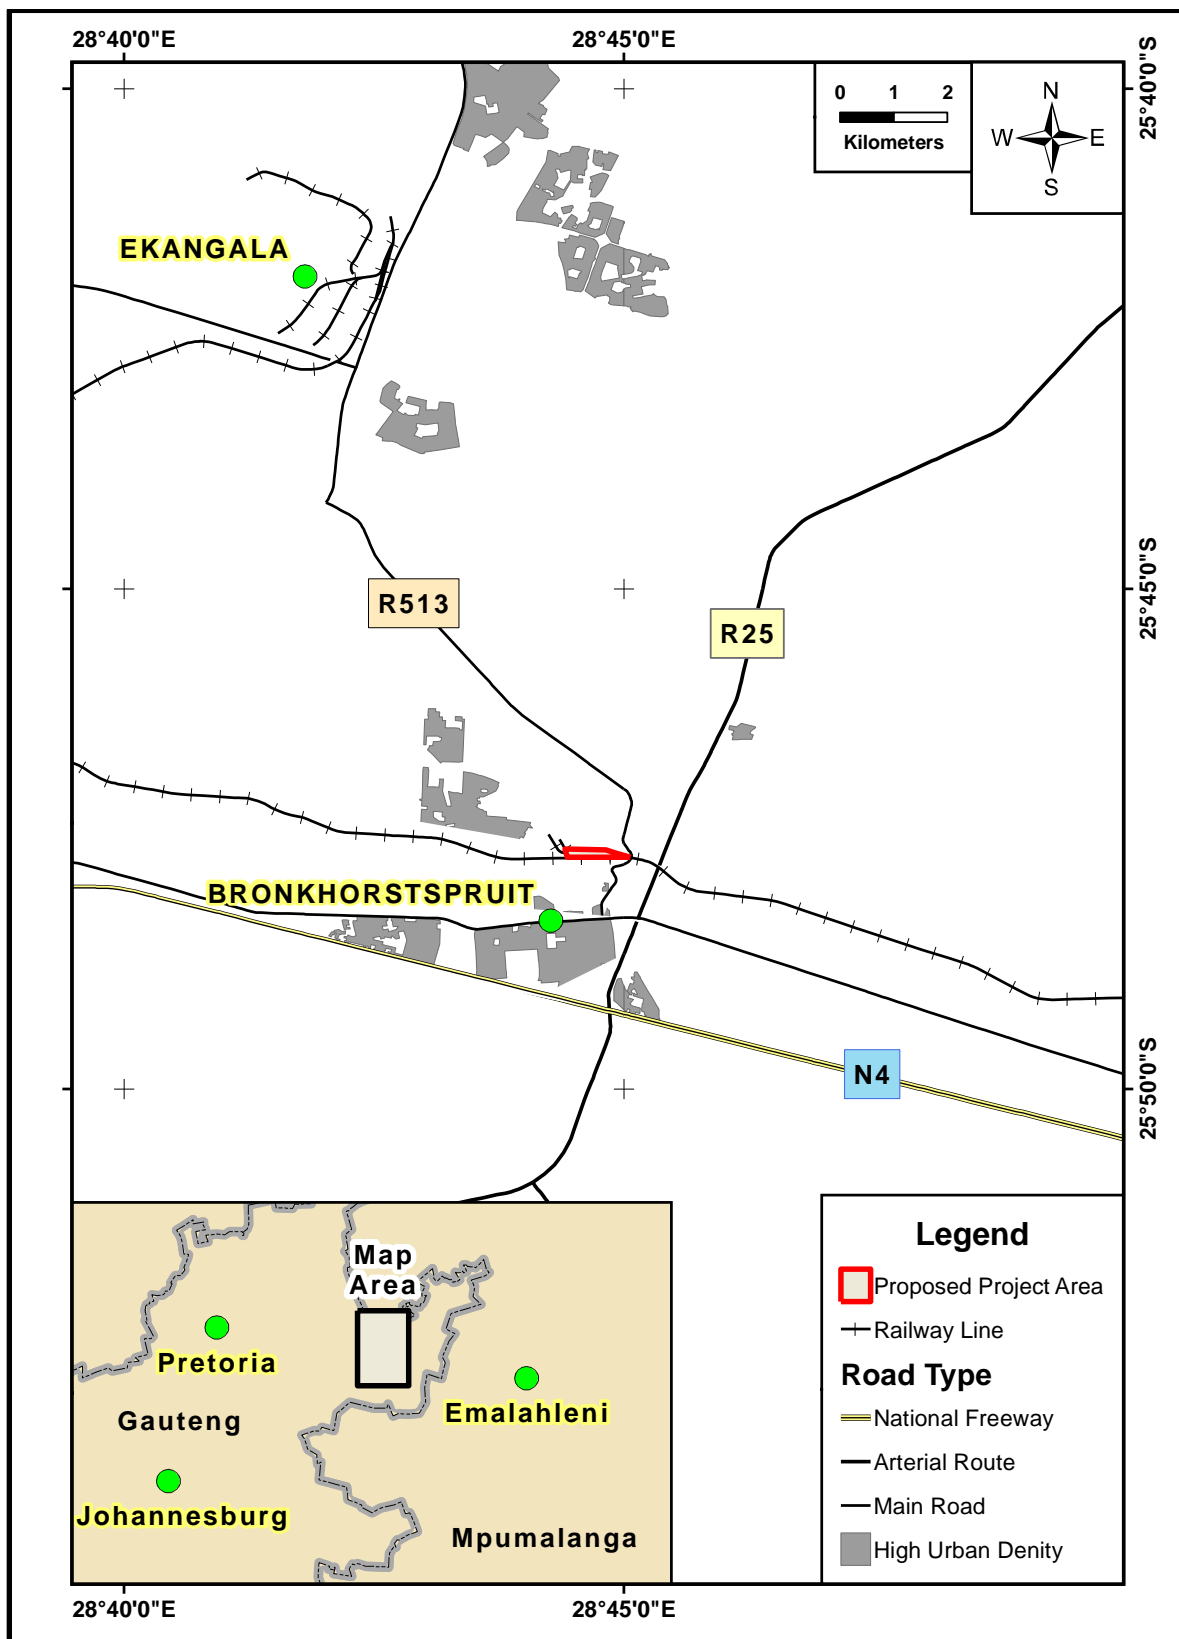 28°40'0"E
28°45'0"E
25°40'0"S
0 1 2
Kilometers
N
W E
S
EKANGALA
R513
R25
25°45'0"S
BRONKHORSTSPRUIT
N4
25°50'0"S
Map
Area
Pretoria
Gauteng
Emalahleni
Johannesburg
Mpumalanga
Legend
Proposed Project Area
Railway Line
Road Type
National Freeway
Arterial Route
Main Road
High Urban Denity
28°40'0"E
28°45'0"E